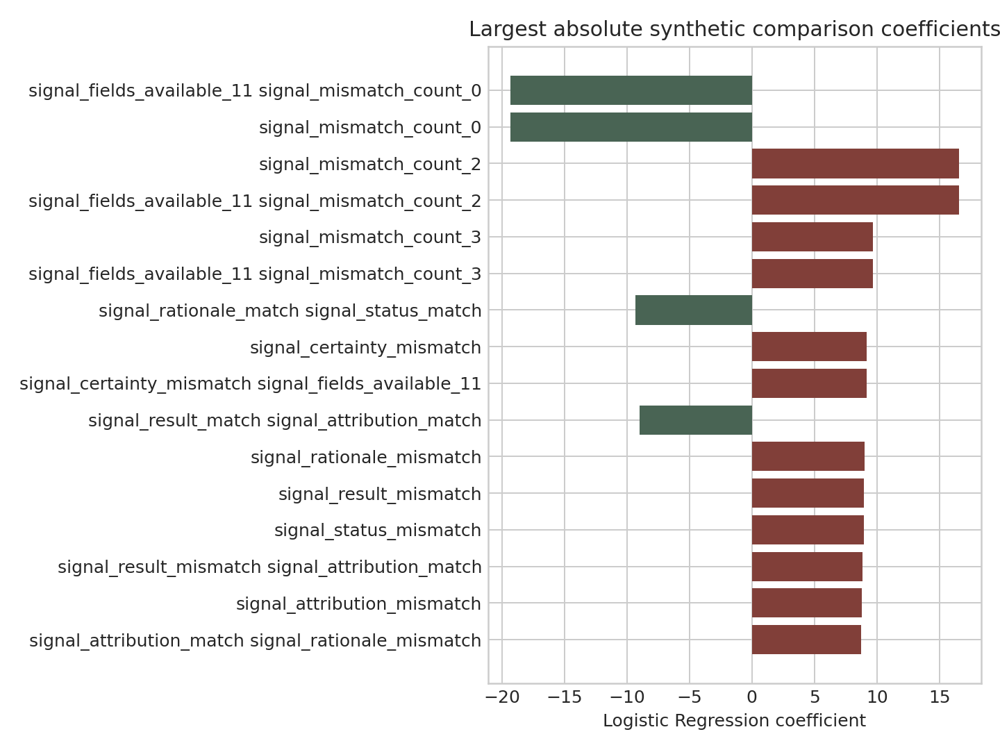 Largest absolute synthetic comparison coefficients
signal_fields_available_11 signal_mismatch_count_0
signal_mismatch_count_0
signal_mismatch_count_2
signal_fields_available_11 signal_mismatch_count_2
signal_mismatch_count_3
signal_fields_available_11 signal_mismatch_count_3
signal_rationale_match signal_status_match
signal_certainty_mismatch
signal_certainty_mismatch signal_fields_available_11
signal_result_match signal_attribution_match
signal_rationale_mismatch
signal_result_mismatch
signal_status_mismatch
signal_result_mismatch signal_attribution_match
signal_attribution_mismatch
signal_attribution_match signal_rationale_mismatch
−20 −15 −10 −5 0 5 10 15
Logistic Regression coefficient